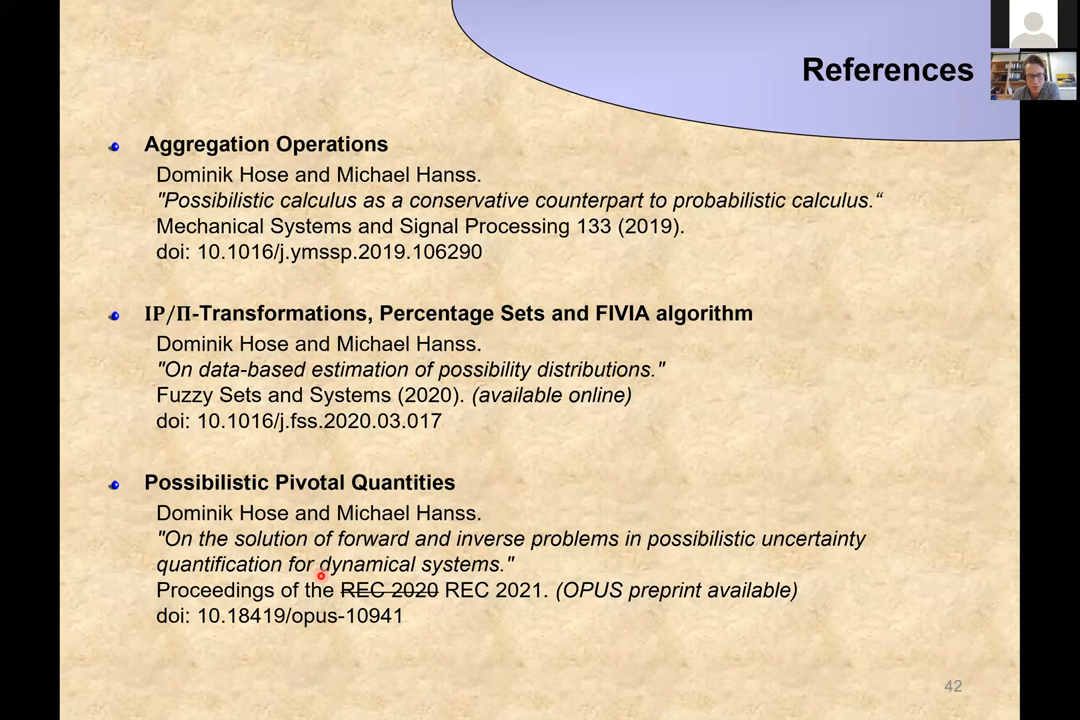 References
Aggregation Operations
Dominik Hose and Michael Hanss.
"Possibilistic calculus as a conservative counterpart to probabilistic calculus.“
Mechanical Systems and Signal Processing 133 (2019).
doi: 10.1016/j.ymssp.2019.106290
IP/Π-Transformations, Percentage Sets and FIVIA algorithm
Dominik Hose and Michael Hanss.
"On data-based estimation of possibility distributions."
Fuzzy Sets and Systems (2020). (available online)
doi: 10.1016/j.fss.2020.03.017
Possibilistic Pivotal Quantities
Dominik Hose and Michael Hanss.
"On the solution of forward and inverse problems in possibilistic uncertainty
quantification for dynamical systems."
Proceedings of the REC 2020 REC 2021. (OPUS preprint available)
doi: 10.18419/opus-10941
42